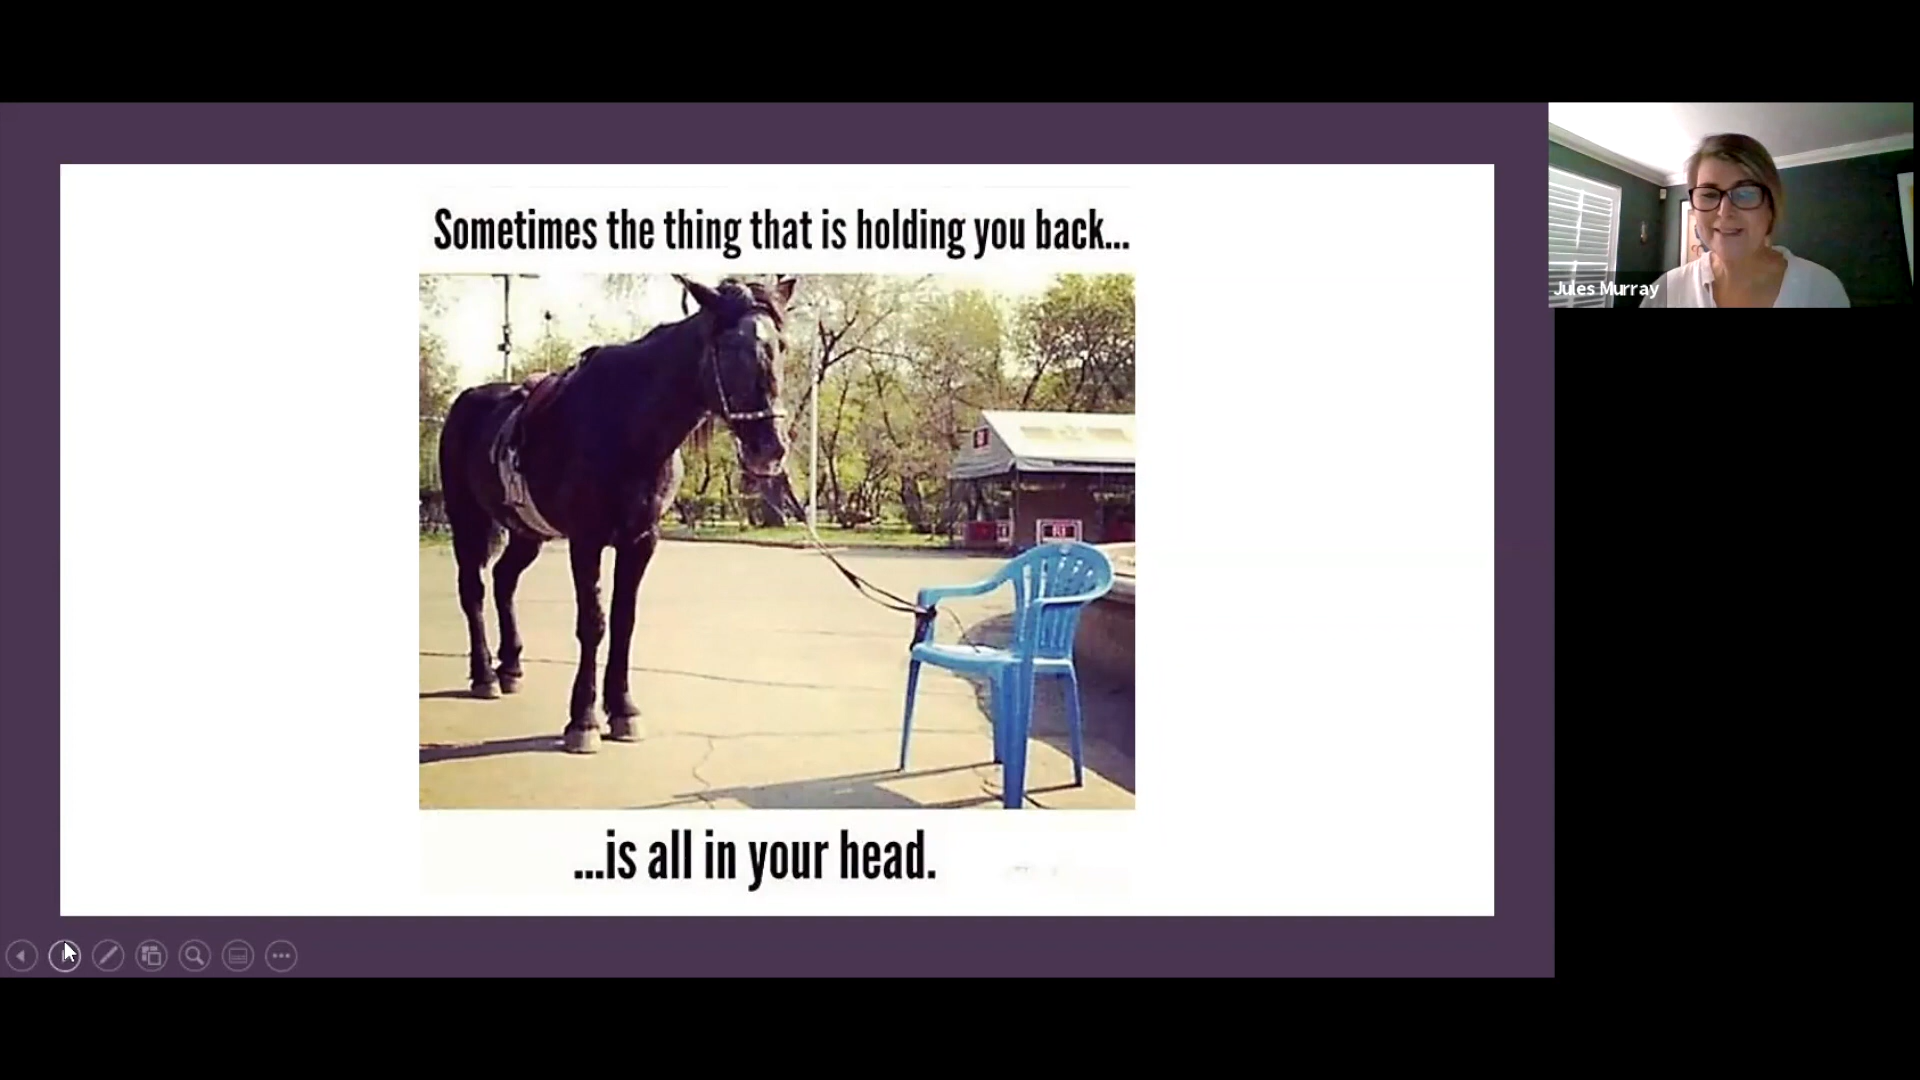 Sometimes the thing that is holding you back...
Jules Murray
...is all in your head.